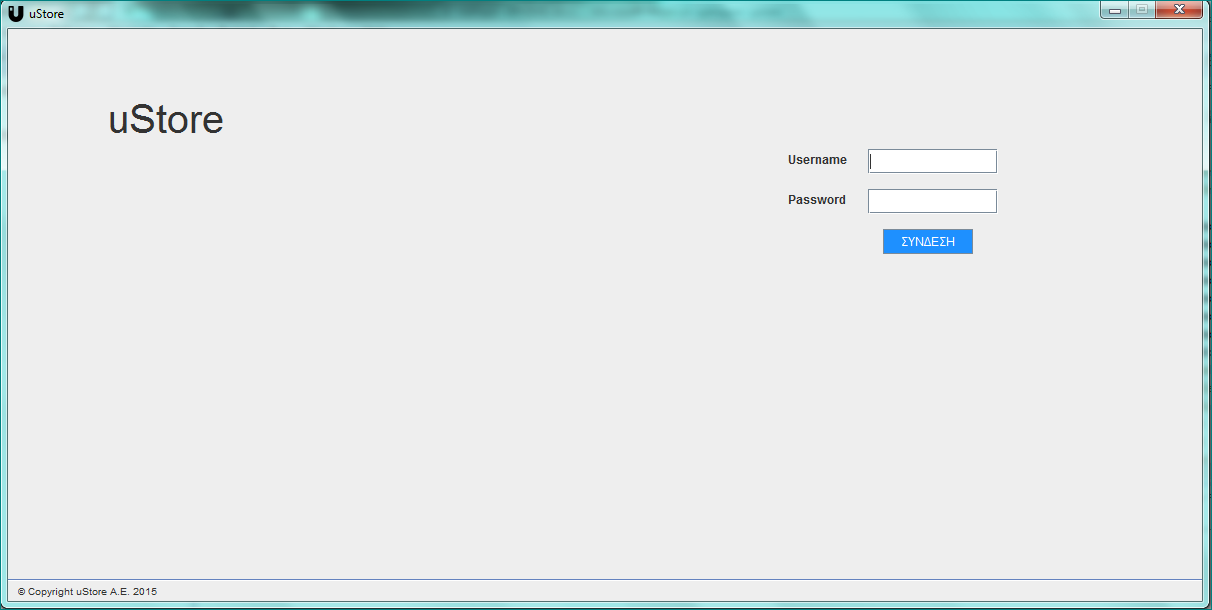 uStore
uStore
Username
Password
ΣΥΝΔΕΣΗ
© Copyright uStore A.E. 2015